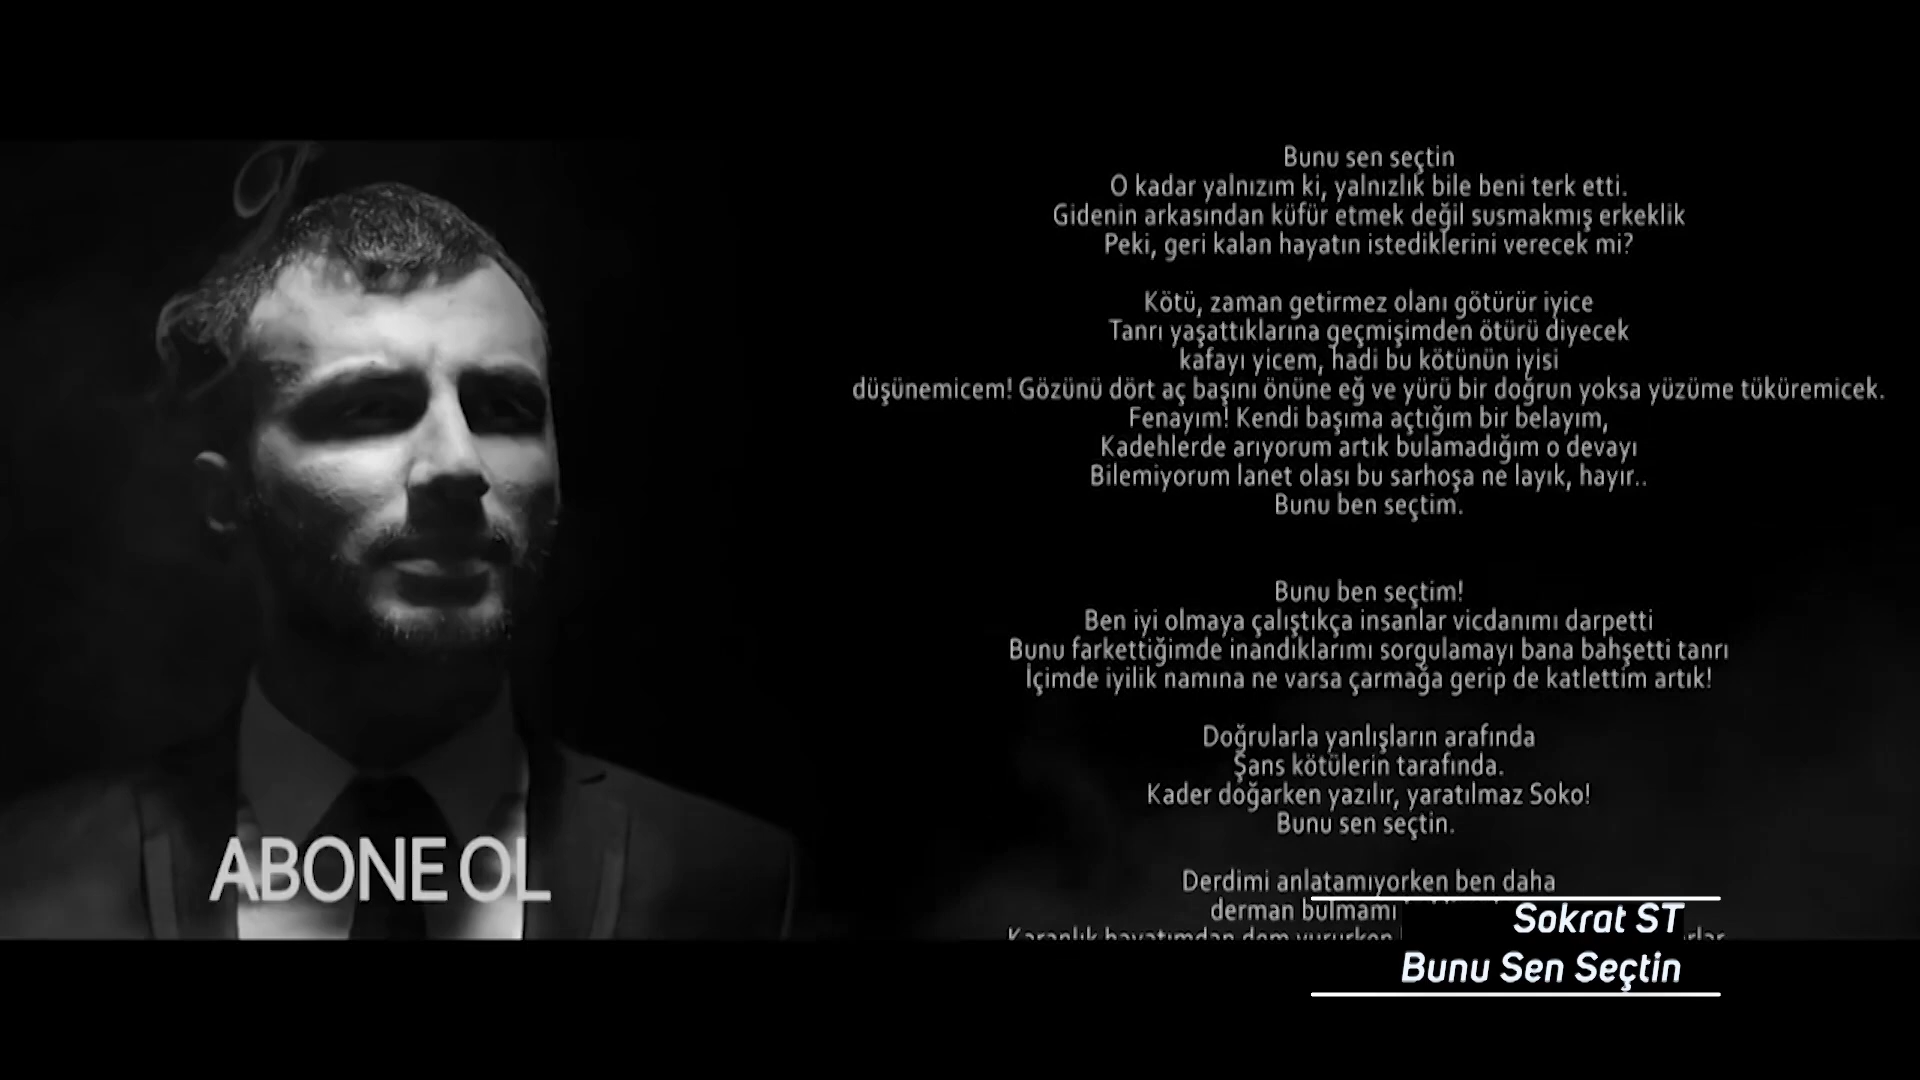 Bunu sen seçtin
O kadar yalnızım ki, yalnızlık bile beni terk etti.
Gidenin arkasından küfür etmek değil susmakmış erkeklik
Peki, geri kalan hayatın istediklerini verecek mi?
Kötü, zaman getirmez olanı götürür iyice
Tanrı yaşattıklarına geçmişimden ötürü diyecek
kafayı yicem, hadi bu kötünün iyisi
düşünemicem! Gözünü dört aç başını önüne eğ ve yürü bir doğrun yoksa yüzüme tüküremicek.
Fenayım! Kendi başıma açtığım bir belayım,
Kadehlerde arıyorum artık bulamadığım o devayı
Bilemiyorum lanet olası bu sarhoşa ne layık, hayır..
Bunu ben seçtim.
Bunu ben seçtim!
Ben iyi olmaya çalıştıkça insanlar vicdanımı darpetti
Bunu farkettiğimde inandıklarımı sorgulamayı bana bahşetti tanrı
İçimde iyilik namına ne varsa çarmağa gerip de katlettim artık!
Doğrularla yanlışların arafında
Şans kötülerin tarafında.
Kader doğarken yazılır, yaratılmaz Soko!
Bunu sen seçtin.
Derdimi anlatamıyorken ben daha
derman bulmamı
Karanlık hayatımdan dem vururken
ABONE OL
Sokrat ST
Bunu Sen Seçtin